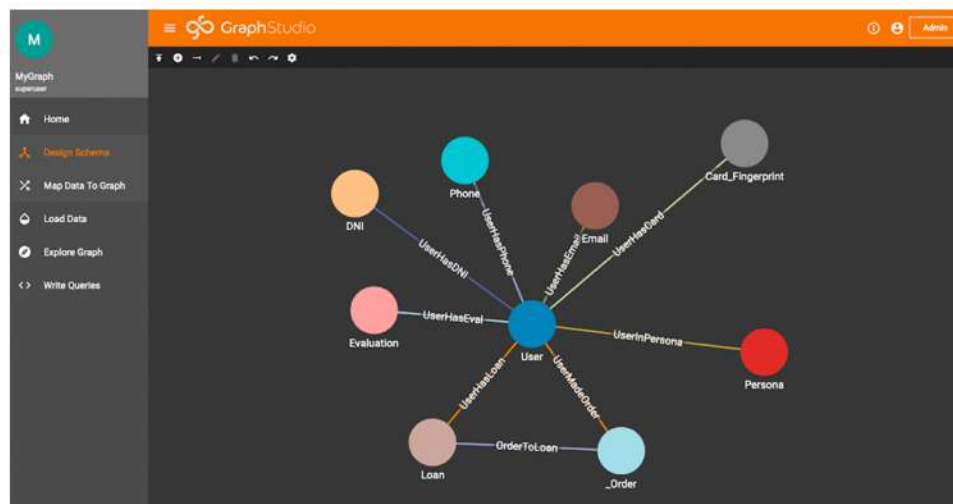 M
MyGraph
superuser
Home
Design Schema
Map Data To Graph
Load Data
Explore Graph
Write Queries
GraphStudio
Admin
Phone
Card_Fingerprint
DNI
Email
UserHasPhone
UserHasCard
UserHasDNI
UserHasEmail
UserHasEval
Evaluation
User
UserInPersona
Persona
UserHasLoan
UserMadeOrder
OrderToLoan
Loan
_Order